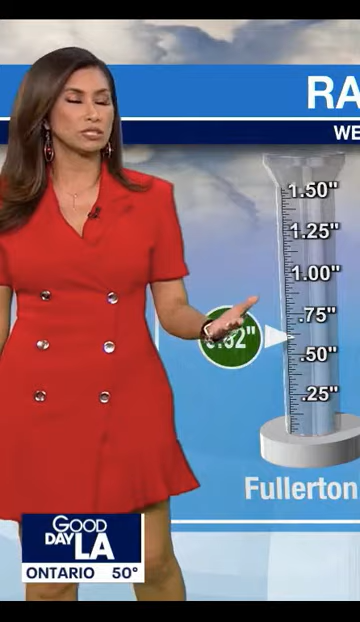 RA
WE
1.50"
1.25"
1.00"
.75"
.50"
.25"
Fullerton
GOOD
DAY LA
ONTARIO 50°